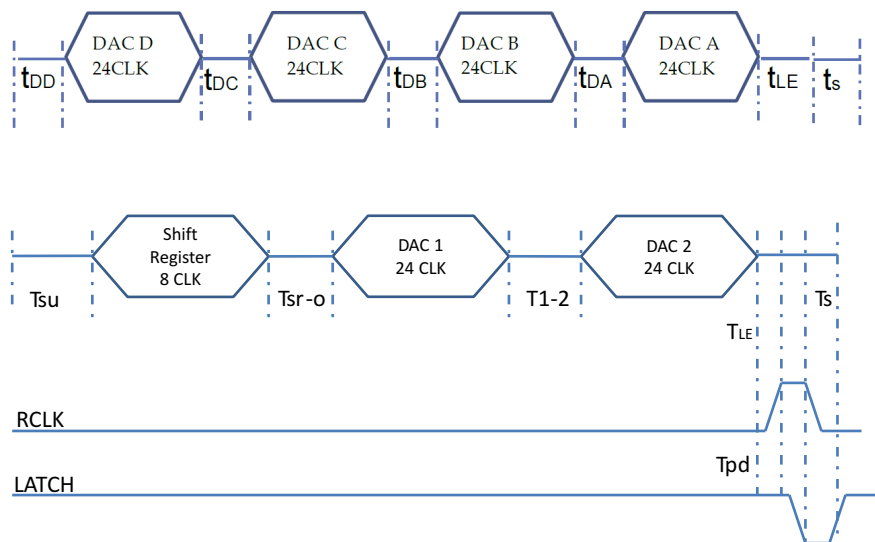 DAC D
24CLK
DAC C
24CLK
DAC B
24CLK
DAC A
24CLK
tDD
tDC
tDB
tDA
tLE
ts
Shift
Register
8 CLK
DAC 1
24 CLK
DAC 2
24 CLK
Tsu
Tsr-o
T1-2
Ts
TLE
RCLK
Tpd
LATCH